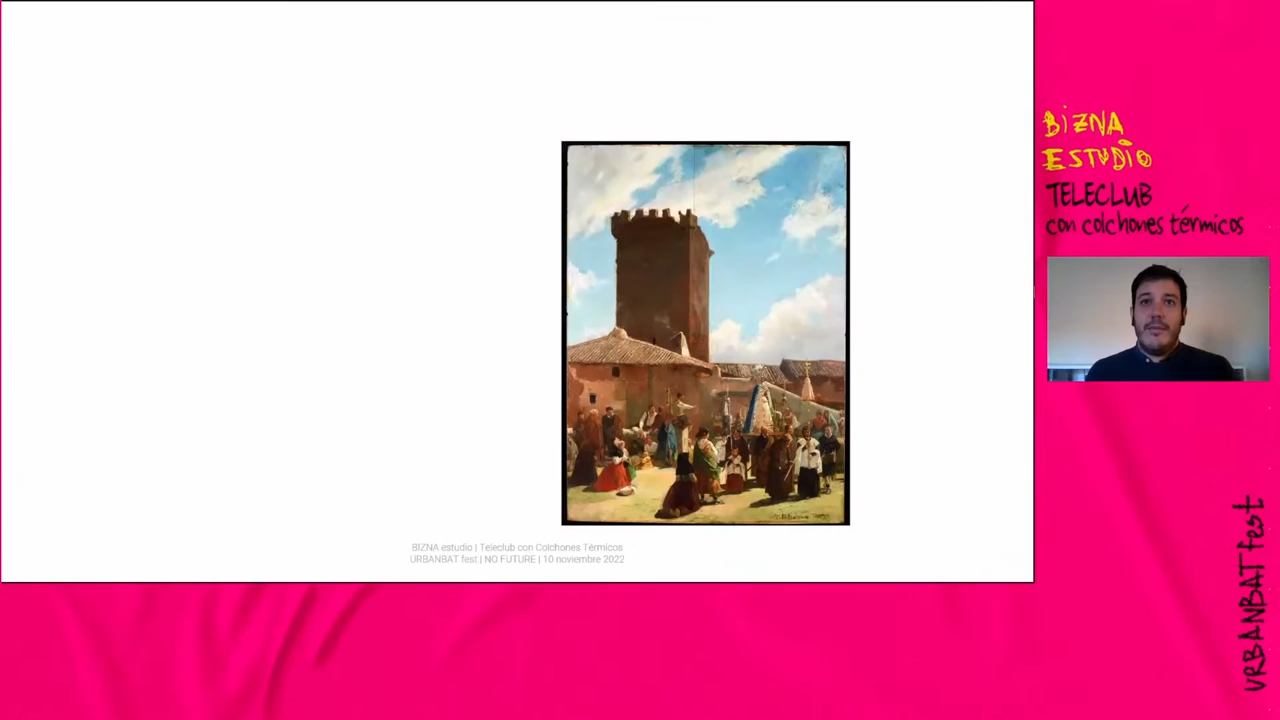 BIZNA
ESTUDIO
TELECLUB
con colchones térmicos
BIZNA estudio | Teleclub con Colchones Térmicos
URBANBAT fest | NO FUTURE | 10 noviembre 2022
URBANBAT fest